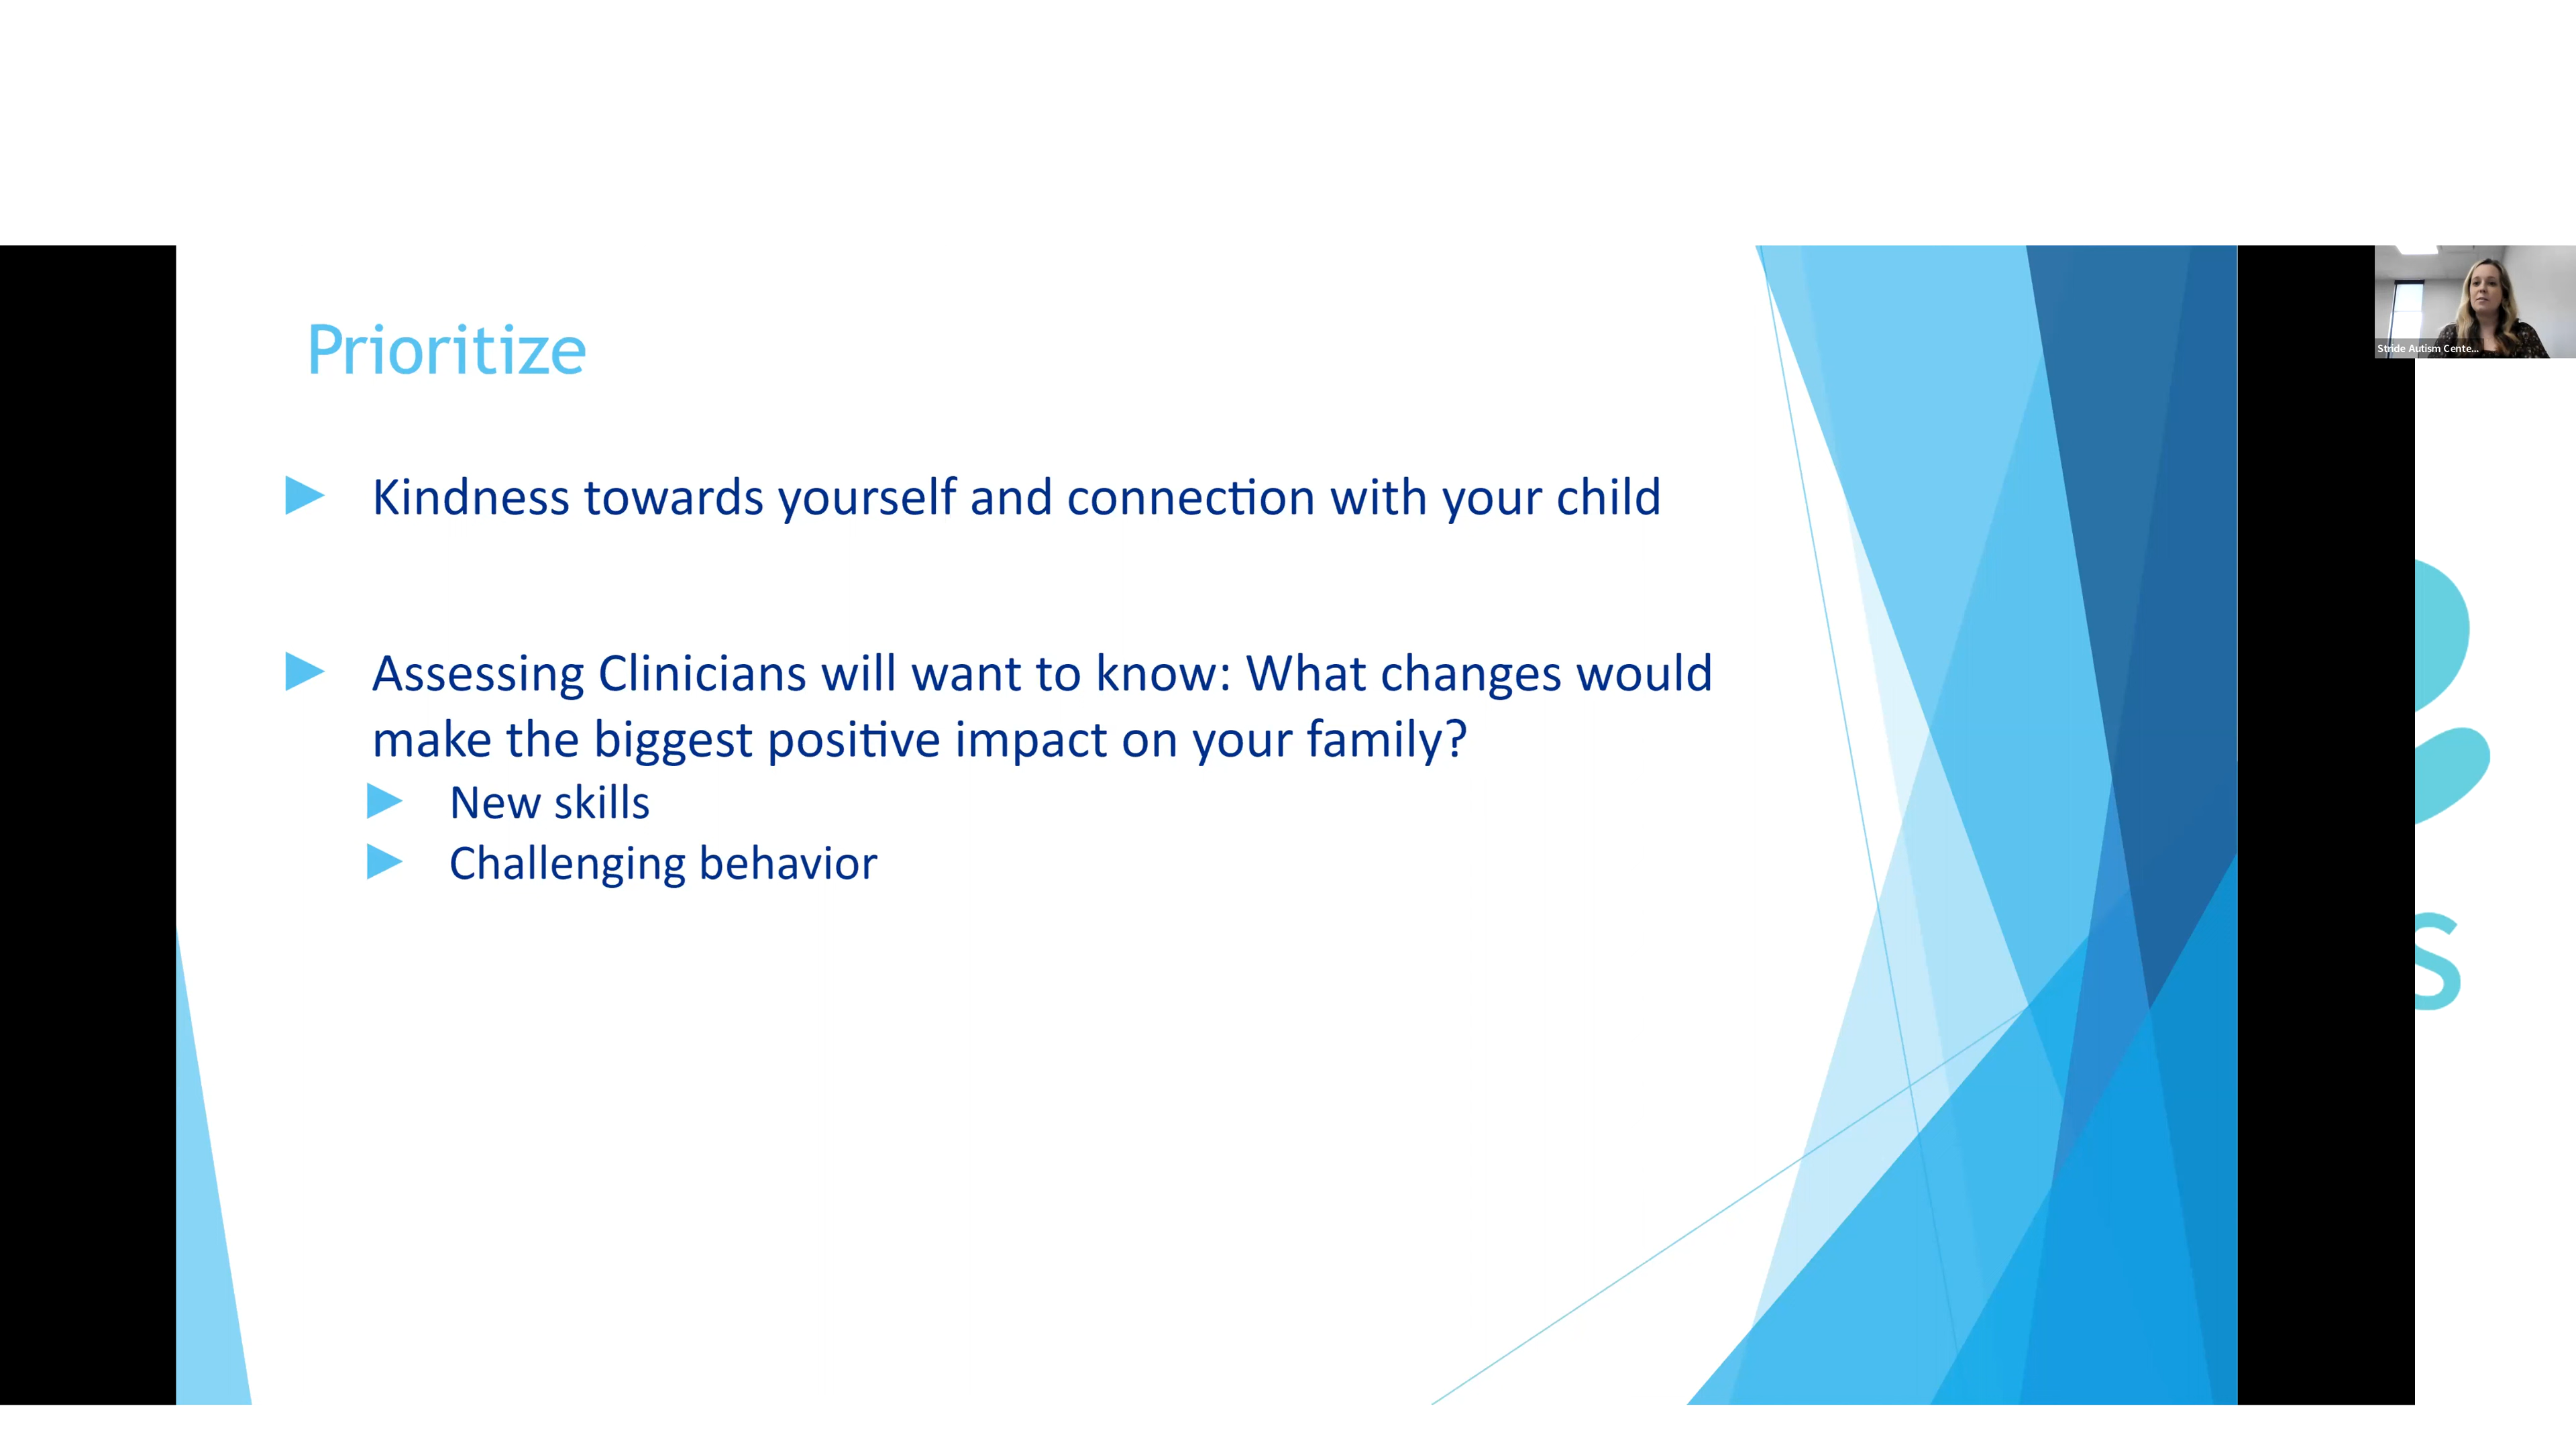 Prioritize
Kindness towards yourself and connection with your child
Assessing Clinicians will want to know: What changes would
make the biggest positive impact on your family?
New skills
Challenging behavior
Stride Autism Cente...
s